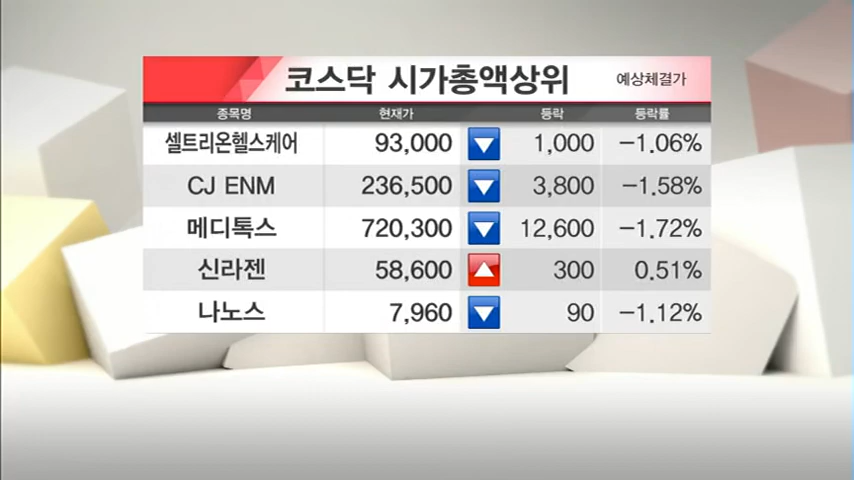 코스닥 시가총액상위 예상체결가
종목명 현재가 등락 등락률
셀트리온헬스케어 93,000 ▼ 1,000 -1.06%
CJ ENM 236,500 ▼ 3,800 -1.58%
메디톡스 720,300 ▼ 12,600 -1.72%
신라젠 58,600 ▲ 300 0.51%
나노스 7,960 ▼ 90 -1.12%